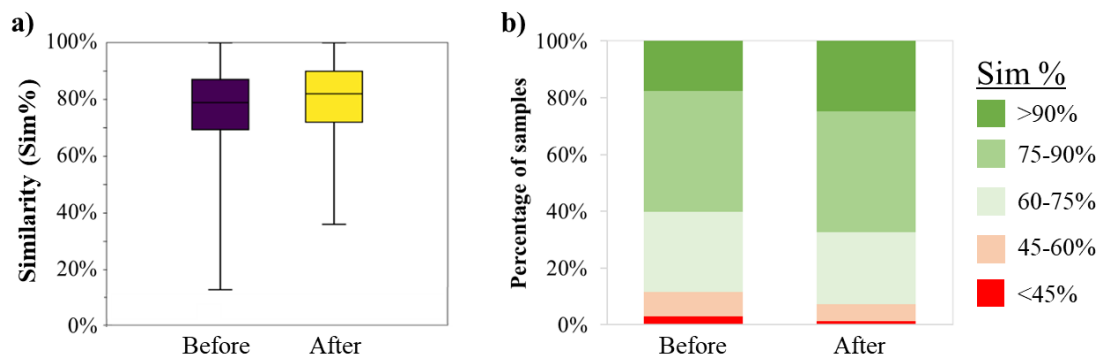 a)
Similarity (Sim%)
100%
80%
60%
40%
20%
0%
Before
After
b)
Percentage of samples
100%
80%
60%
40%
20%
0%
Before
After
Sim %
>90%
75-90%
60-75%
45-60%
<45%